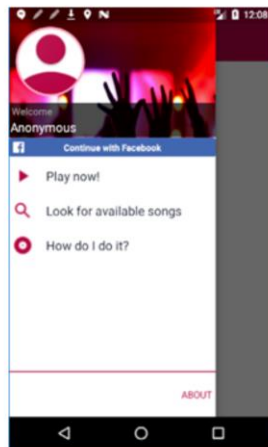 12:08
Welcome
Anonymous
Continue with Facebook
Play now!
Look for available songs
How do I do it?
ABOUT